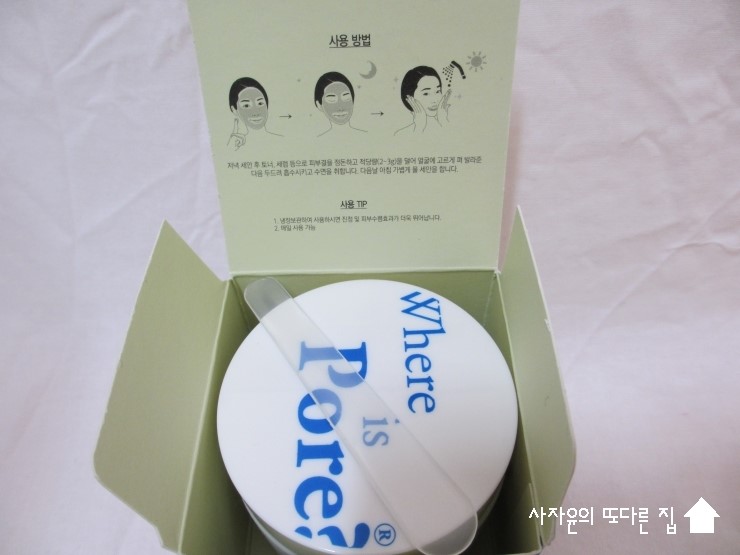 사용 방법
저녁 세안 후 토너, 세럼 등으로 피부결을 정돈하고 적당량(2~3g)을 덜어 얼굴에 고르게 펴 발라준
다음 두드려 흡수시키고 수면을 취합니다. 다음날 아침 가볍게 물 세안을 합니다.
사용 TIP
1. 냉장보관하여 사용하시면 진정 및 피부수렴효과가 더욱 뛰어납니다.
2. 매일 사용 가능
Where
is
Pore?®
사자윤의 또다른 집